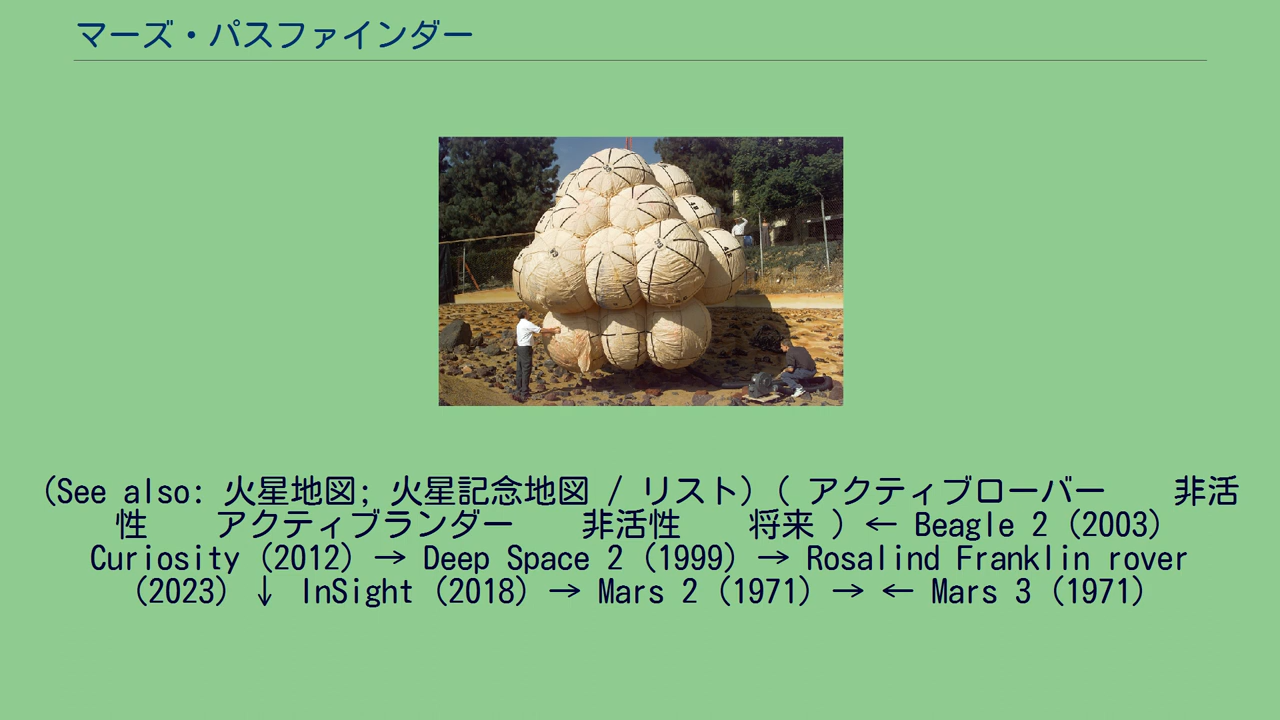 マーズ・パスファインダー
(See also: 火星地図; 火星記念地図 / リスト) ( アクティブローバー 非活
性 アクティブランダー 非活性 将来 ) ← Beagle 2 (2003)
Curiosity (2012) → Deep Space 2 (1999) → Rosalind Franklin rover
(2023) ↓ InSight (2018) → Mars 2 (1971) → ← Mars 3 (1971)